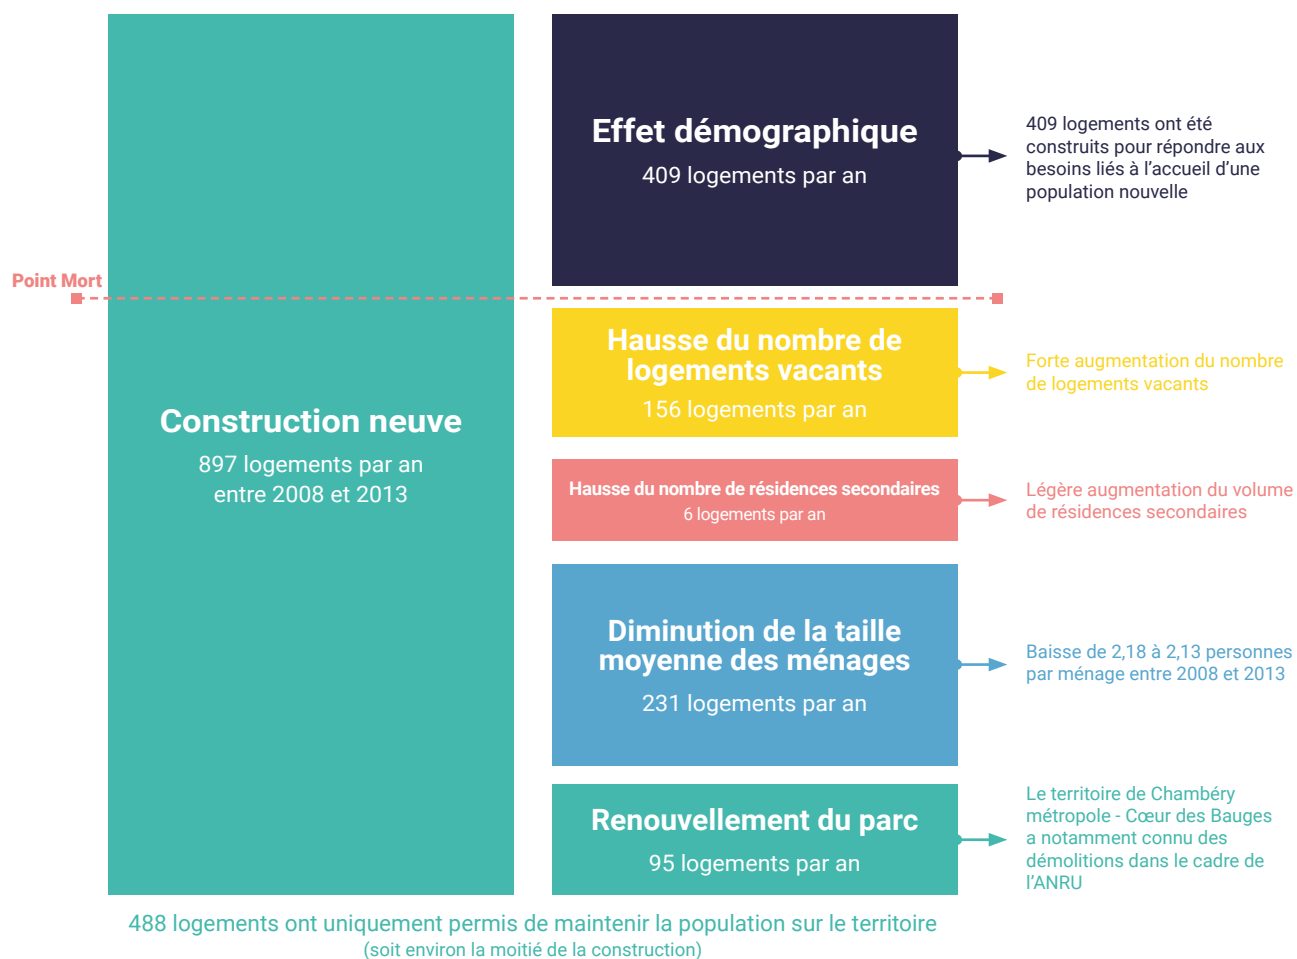 Effet démographique
409 logements par an
409 logements ont été
construits pour répondre aux
besoins liés à l’accueil d’une
population nouvelle
Point Mort
Construction neuve
897 logements par an
entre 2008 et 2013
Hausse du nombre de
logements vacants
156 logements par an
Forte augmentation du nombre
de logements vacants
Hausse du nombre de résidences secondaires
6 logements par an
Légère augmentation du volume
de résidences secondaires
Diminution de la taille
moyenne des ménages
231 logements par an
Baisse de 2,18 à 2,13 personnes
par ménage entre 2008 et 2013
Renouvellement du parc
95 logements par an
Le territoire de Chambéry
métropole - Cœur des Bauges
a notamment connu des
démolitions dans le cadre de
l’ANRU
488 logements ont uniquement permis de maintenir la population sur le territoire
(soit environ la moitié de la construction)